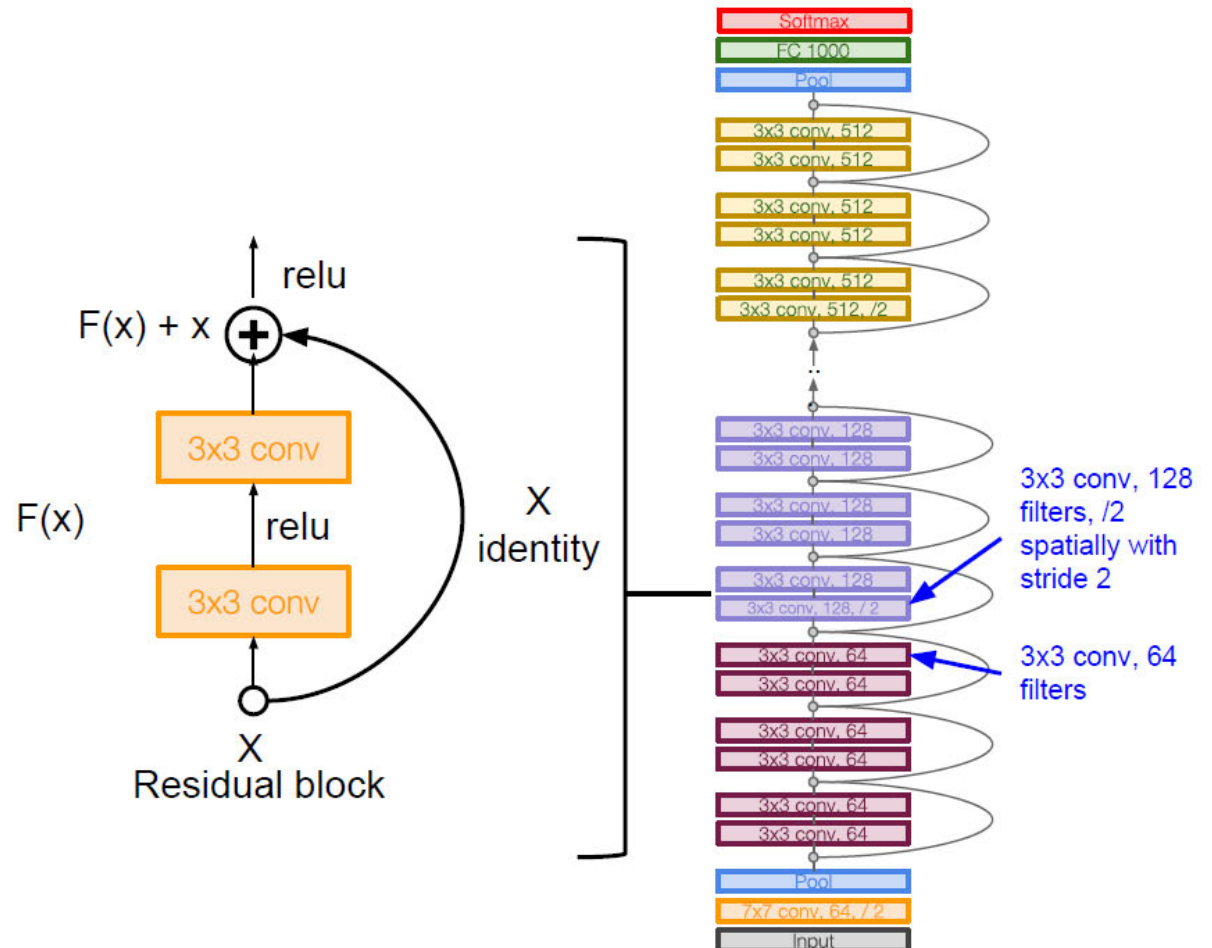 relu
F(x) + x
3x3 conv
F(x)
relu
3x3 conv
X
Residual block
X
identity
Softmax
FC 1000
Pool
3x3 conv, 512
3x3 conv, 512
3x3 conv, 512
3x3 conv, 512
3x3 conv, 512
3x3 conv, 512, /2
..
3x3 conv, 128
3x3 conv, 128
3x3 conv, 128
3x3 conv, 128
3x3 conv, 128
3x3 conv, 128, / 2
3x3 conv, 64
3x3 conv, 64
3x3 conv, 64
3x3 conv, 64
3x3 conv, 64
3x3 conv, 64
Pool
7x7 conv, 64, / 2
Input
3x3 conv, 128
filters, /2
spatially with
stride 2
3x3 conv, 64
filters